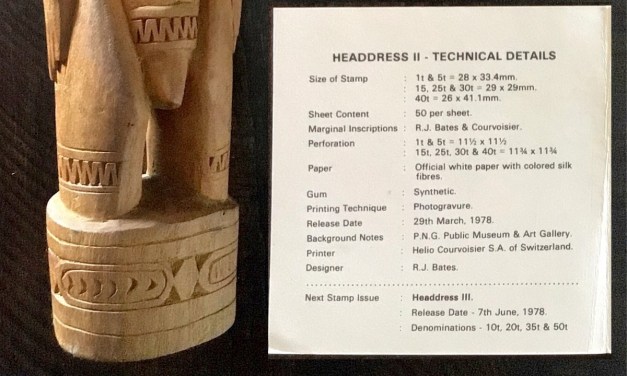 HEADDRESS II - TECHNICAL DETAILS
Size of Stamp : 1t & 5t = 28 x 33.4mm.
: 15, 25t & 30t = 29 x 29mm.
: 40t = 26 x 41.1mm.
Sheet Content : 50 per sheet.
Marginal Inscriptions : R.J. Bates & Courvoisier.
Perforation : 1t & 5t = 11½ x 11½
: 15t, 25t, 30t & 40t = 11¾ x 11¾
Paper : Official white paper with colored silk
fibres.
Gum : Synthetic.
Printing Technique : Photogravure.
Release Date : 29th March, 1978.
Background Notes : P.N.G. Public Museum & Art Gallery.
Printer : Helio Courvoisier S.A. of Switzerland.
Designer : R.J. Bates.
Next Stamp Issue : Headdress III.
: Release Date - 7th June, 1978.
: Denominations - 10t, 20t, 35t & 50t